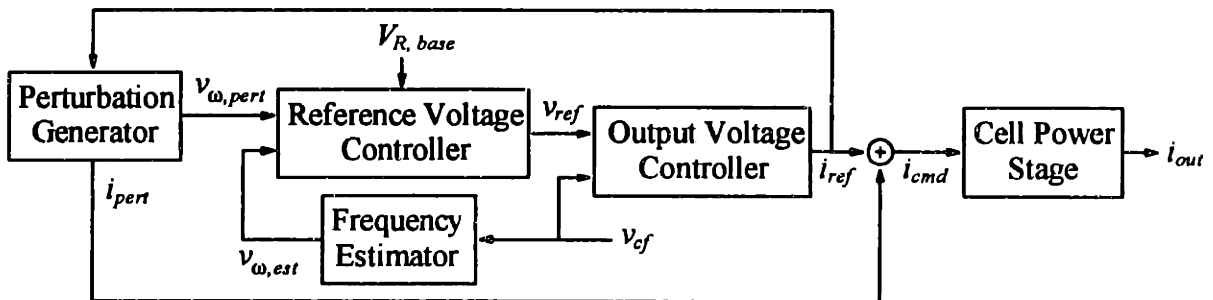 V_R, base
Perturbation
Generator
v_ω,pert
Reference Voltage
Controller
v_ref
Output Voltage
Controller
i_ref
+
i_cmd
Cell Power
Stage
i_out
i_pert
v_ω,est
Frequency
Estimator
v_cf